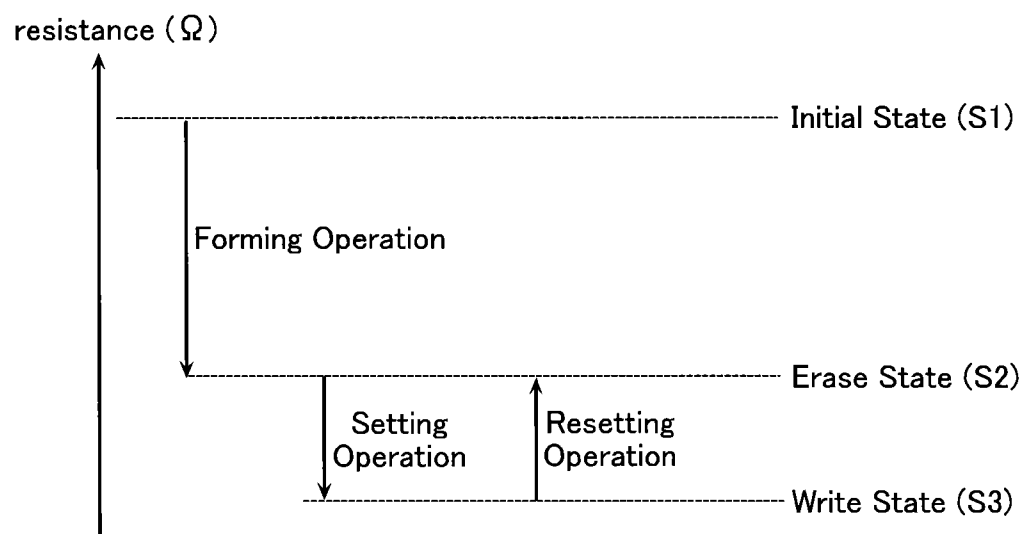 resistance (Ω)
Initial State (S1)
Forming Operation
Erase State (S2)
Setting
Operation
Resetting
Operation
Write State (S3)